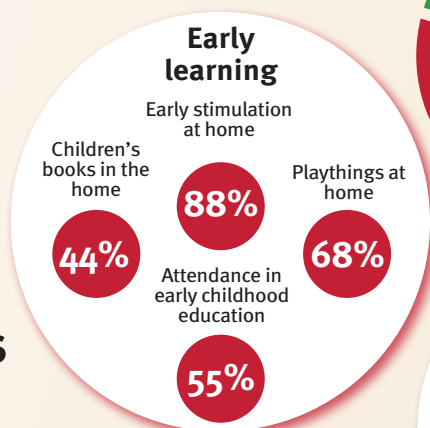 Early
learning
Early stimulation
at home
88%
Children's
books in the
home
44%
Playthings at
home
68%
Attendance in
early childhood
education
55%
s